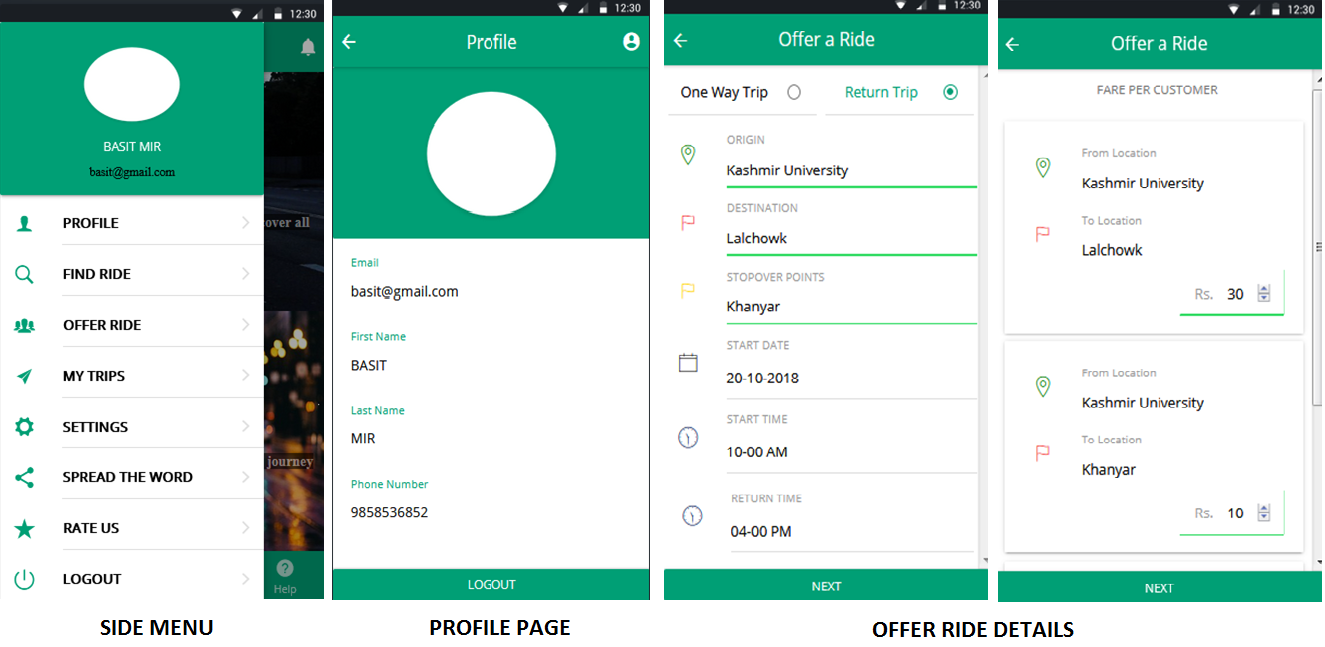 12:30
BASIT MIR
basit@gmail.com
PROFILE
FIND RIDE
OFFER RIDE
MY TRIPS
SETTINGS
SPREAD THE WORD
RATE US
LOGOUT
over all
journey
Help
SIDE MENU
12:30
Profile
Email
basit@gmail.com
First Name
BASIT
Last Name
MIR
Phone Number
9858536852
LOGOUT
PROFILE PAGE
12:30
Offer a Ride
One Way Trip
Return Trip
ORIGIN
Kashmir University
DESTINATION
Lalchowk
STOPOVER POINTS
Khanyar
START DATE
20-10-2018
START TIME
10-00 AM
RETURN TIME
04-00 PM
NEXT
12:30
Offer a Ride
FARE PER CUSTOMER
From Location
Kashmir University
To Location
Lalchowk
Rs. 30
From Location
Kashmir University
To Location
Khanyar
Rs. 10
NEXT
OFFER RIDE DETAILS